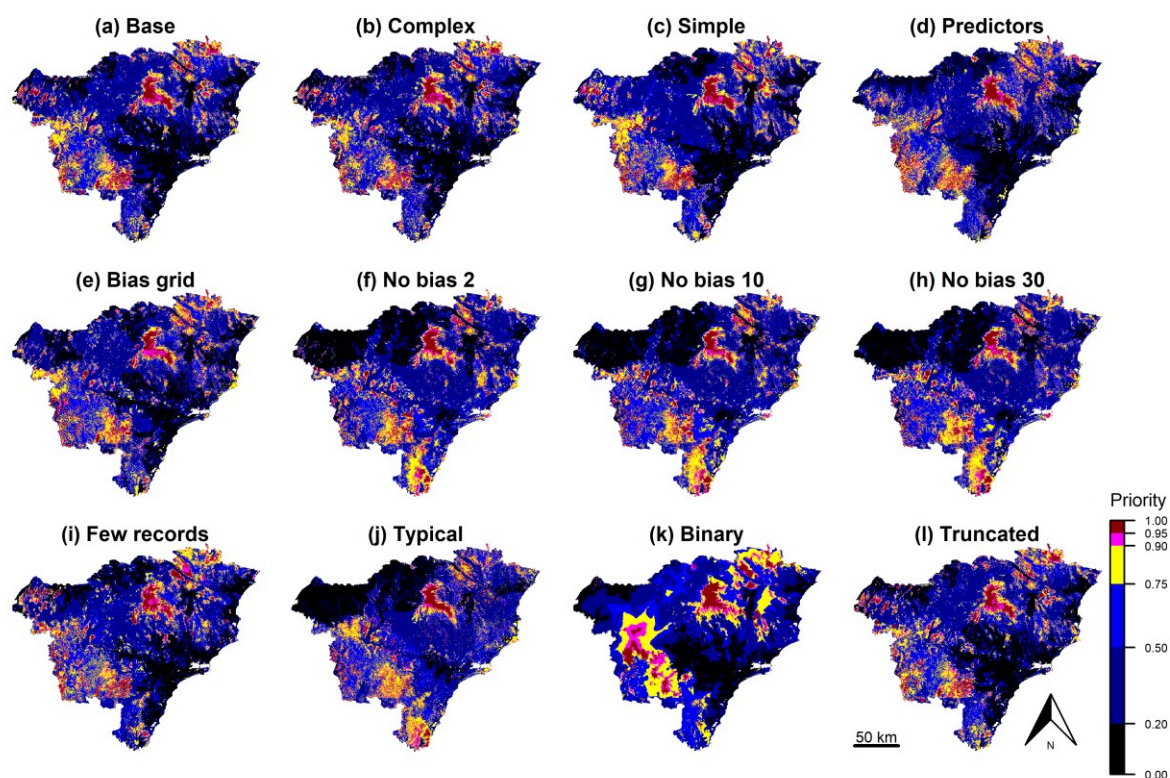 (a) Base
(b) Complex
(c) Simple
(d) Predictors
(e) Bias grid
(f) No bias 2
(g) No bias 10
(h) No bias 30
(i) Few records
(j) Typical
(k) Binary
(l) Truncated
Priority
1.00
0.95
0.90
0.75
0.50
0.20
0.00
50 km
N